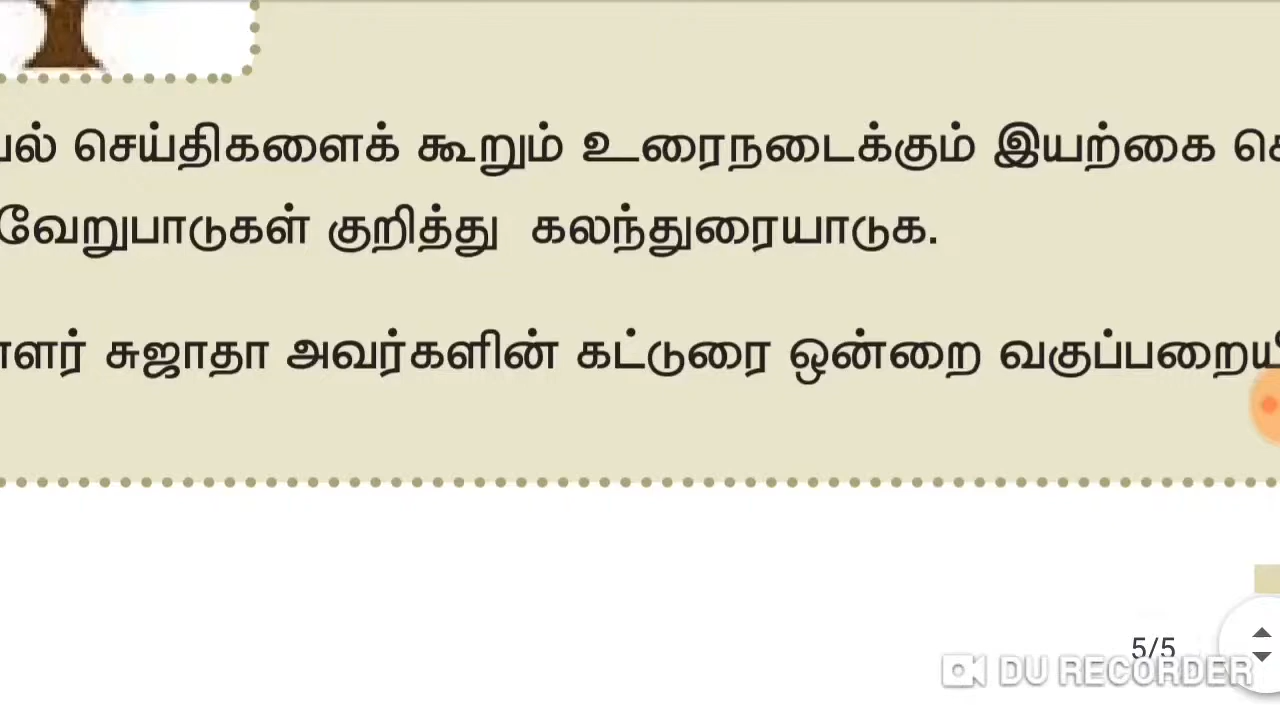 செய்திகளைக் கூறும் உரைநடைக்கும் இயற்கை
வேறுபாடுகள் குறித்து கலந்துரையாடுக.
சுஜாதா அவர்களின் கட்டுரை ஒன்றை
5/5
DU RECORDER